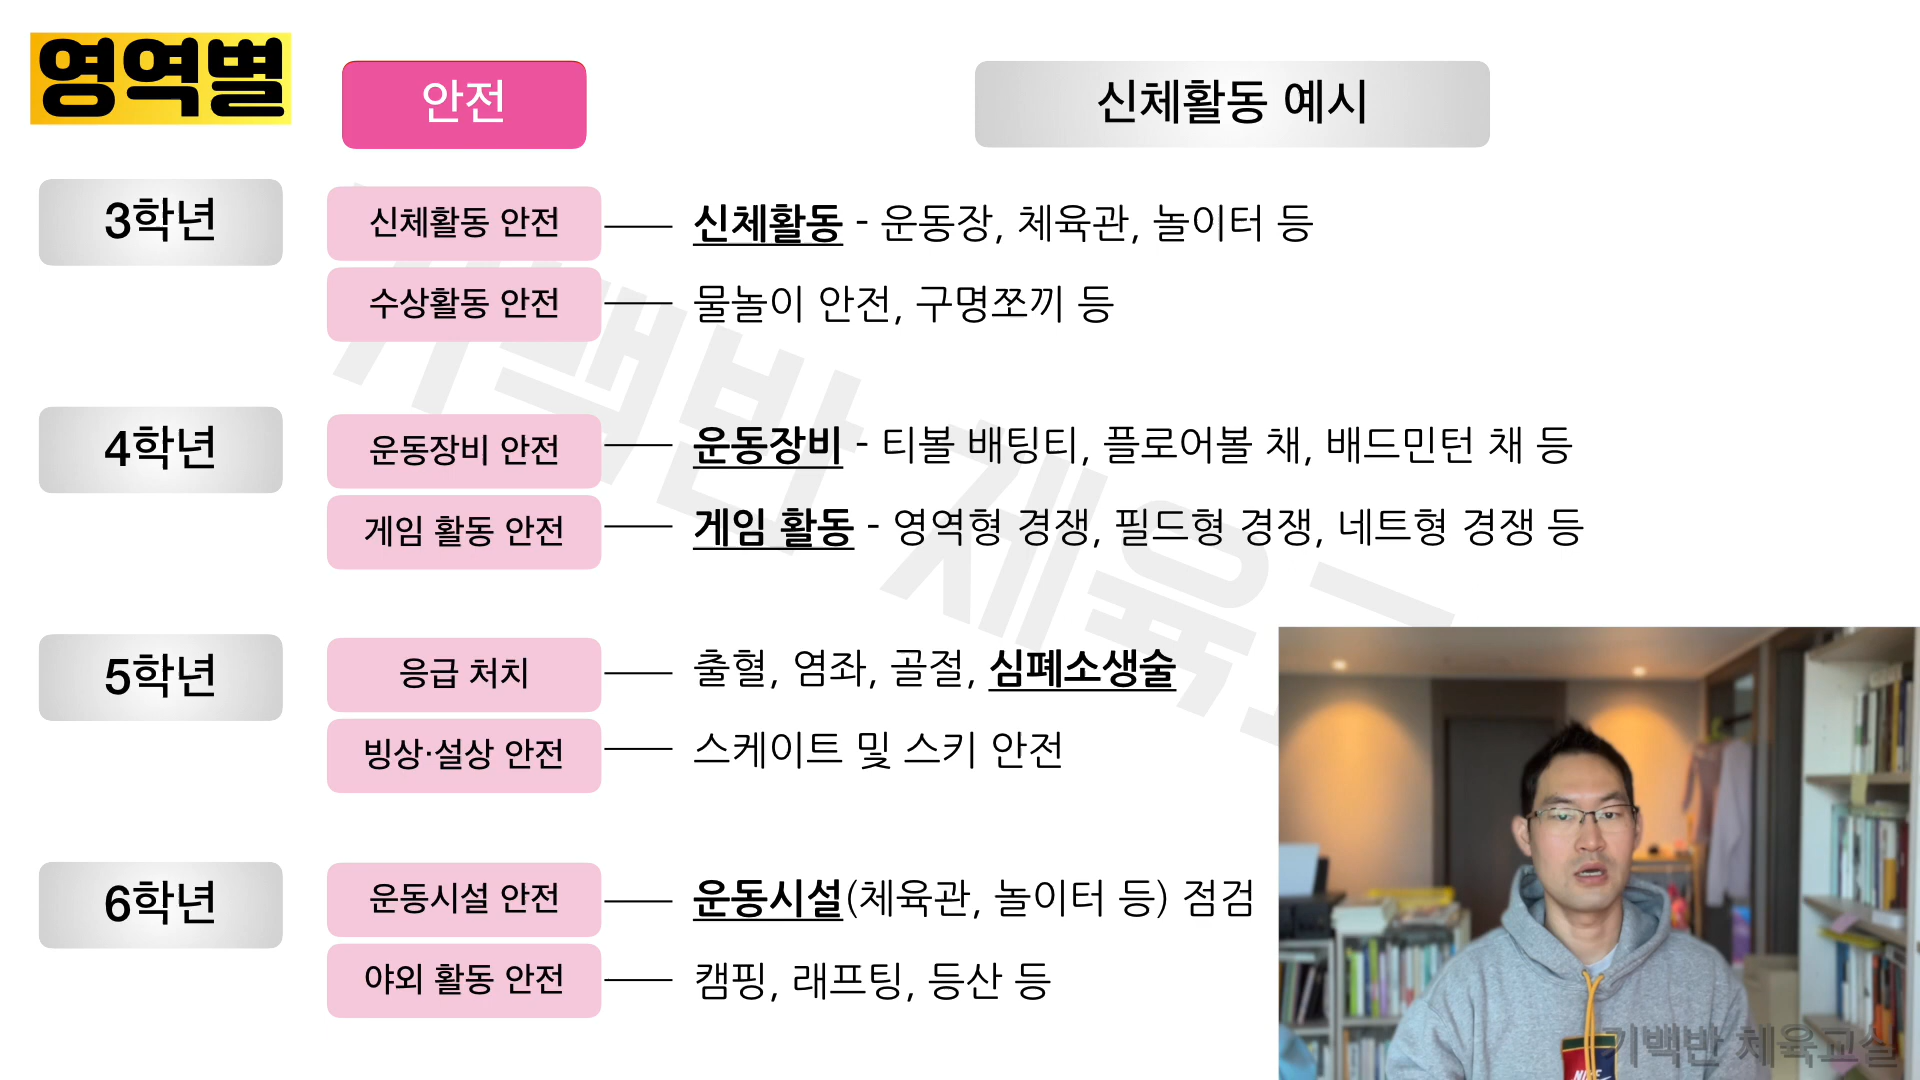 영역별
안전
신체활동 예시
3학년
신체활동 안전
신체활동 - 운동장, 체육관, 놀이터 등
수상활동 안전
물놀이 안전, 구명쪼끼 등
4학년
운동장비 안전
운동장비 - 티볼 배팅티, 플로어볼 채, 배드민턴 채 등
게임 활동 안전
게임 활동 - 영역형 경쟁, 필드형 경쟁, 네트형 경쟁 등
5학년
응급 처치
출혈, 염좌, 골절, 심폐소생술
빙상·설상 안전
스케이트 및 스키 안전
6학년
운동시설 안전
운동시설(체육관, 놀이터 등) 점검
야외 활동 안전
캠핑, 래프팅, 등산 등
기백반 체육교실
NIKE